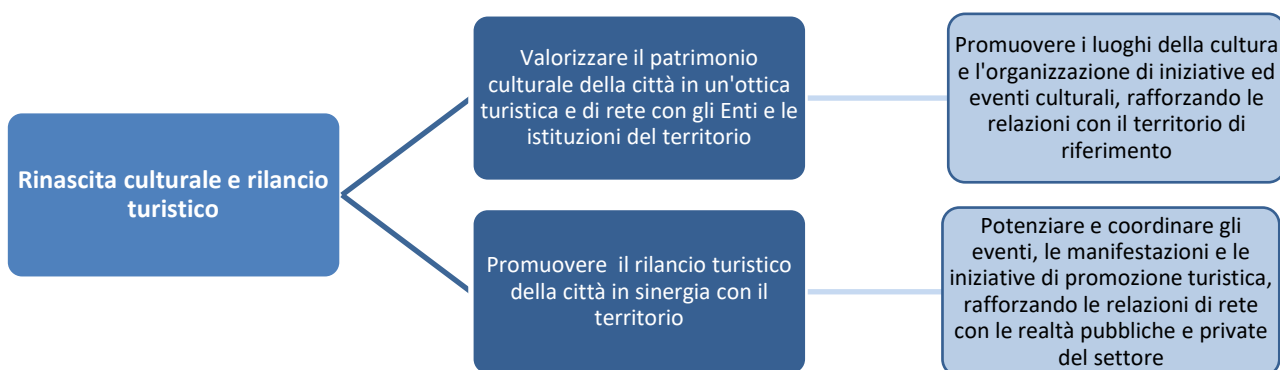 Rinascita culturale e rilancio
turistico
Valorizzare il patrimonio
culturale della città in un'ottica
turistica e di rete con gli Enti e le
istituzioni del territorio
Promuovere i luoghi della cultura
e l'organizzazione di iniziative ed
eventi culturali, rafforzando le
relazioni con il territorio di
riferimento
Promuovere  il rilancio turistico
della città in sinergia con il
territorio
Potenziare e coordinare gli
eventi, le manifestazioni e le
iniziative di promozione turistica,
rafforzando le relazioni di rete
con le realtà pubbliche e private
del settore